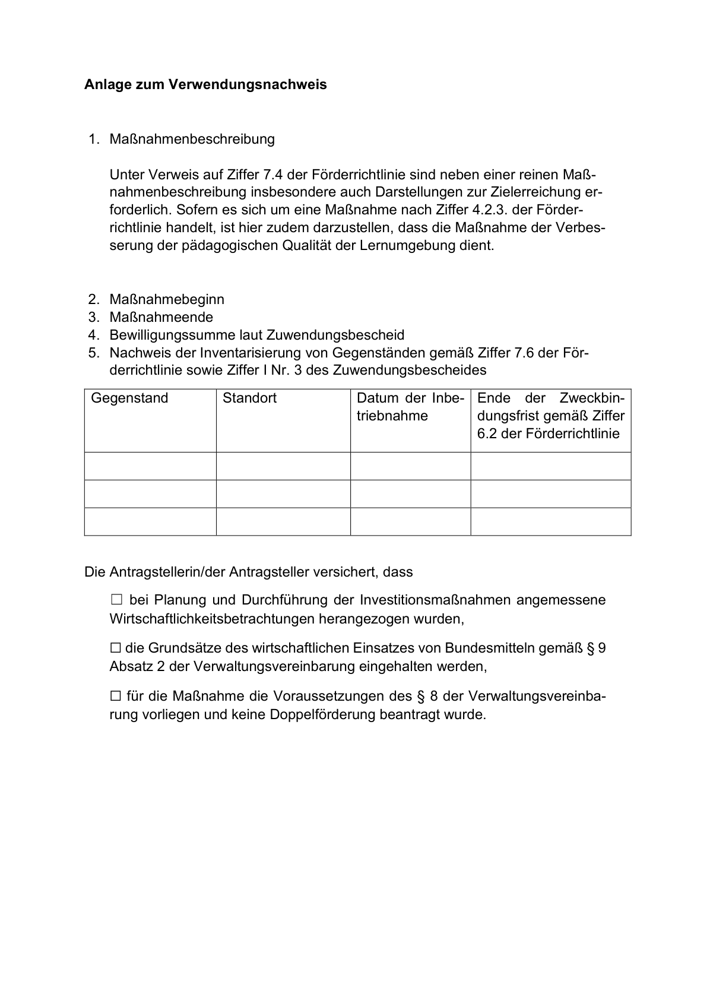 Anlage zum Verwendungsnachweis
1. Maßnahmenbeschreibung
Unter Verweis auf Ziffer 7.4 der Förderrichtlinie sind neben einer reinen Maß-
nahmenbeschreibung insbesondere auch Darstellungen zur Zielerreichung er-
forderlich. Sofern es sich um eine Maßnahme nach Ziffer 4.2.3. der Förder-
richtlinie handelt, ist hier zudem darzustellen, dass die Maßnahme der Verbes-
serung der pädagogischen Qualität der Lernumgebung dient.
2. Maßnahmebeginn
3. Maßnahmeende
4. Bewilligungssumme laut Zuwendungsbescheid
5. Nachweis der Inventarisierung von Gegenständen gemäß Ziffer 7.6 der För-
derrichtlinie sowie Ziffer I Nr. 3 des Zuwendungsbescheides
Gegenstand
Standort
Datum der Inbe-
triebnahme
Ende der Zweckbin-
dungsfrist gemäß Ziffer
6.2 der Förderrichtlinie
Die Antragstellerin/der Antragsteller versichert, dass
☐ bei Planung und Durchführung der Investitionsmaßnahmen angemessene
Wirtschaftlichkeitsbetrachtungen herangezogen wurden,
☐ die Grundsätze des wirtschaftlichen Einsatzes von Bundesmitteln gemäß § 9
Absatz 2 der Verwaltungsvereinbarung eingehalten werden,
☐ für die Maßnahme die Voraussetzungen des § 8 der Verwaltungsvereinba-
rung vorliegen und keine Doppelförderung beantragt wurde.